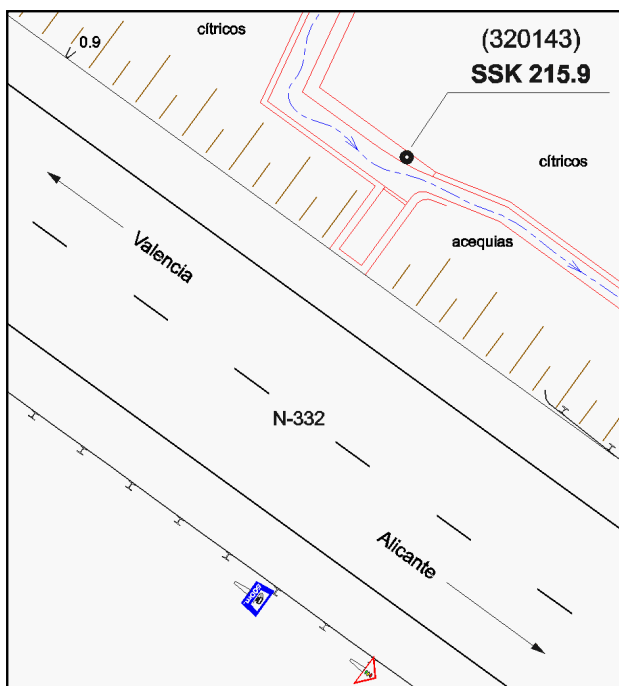 cítricos
0.9
(320143)
SSK 215.9
cítricos
acequias
Valencia
N-332
Alicante